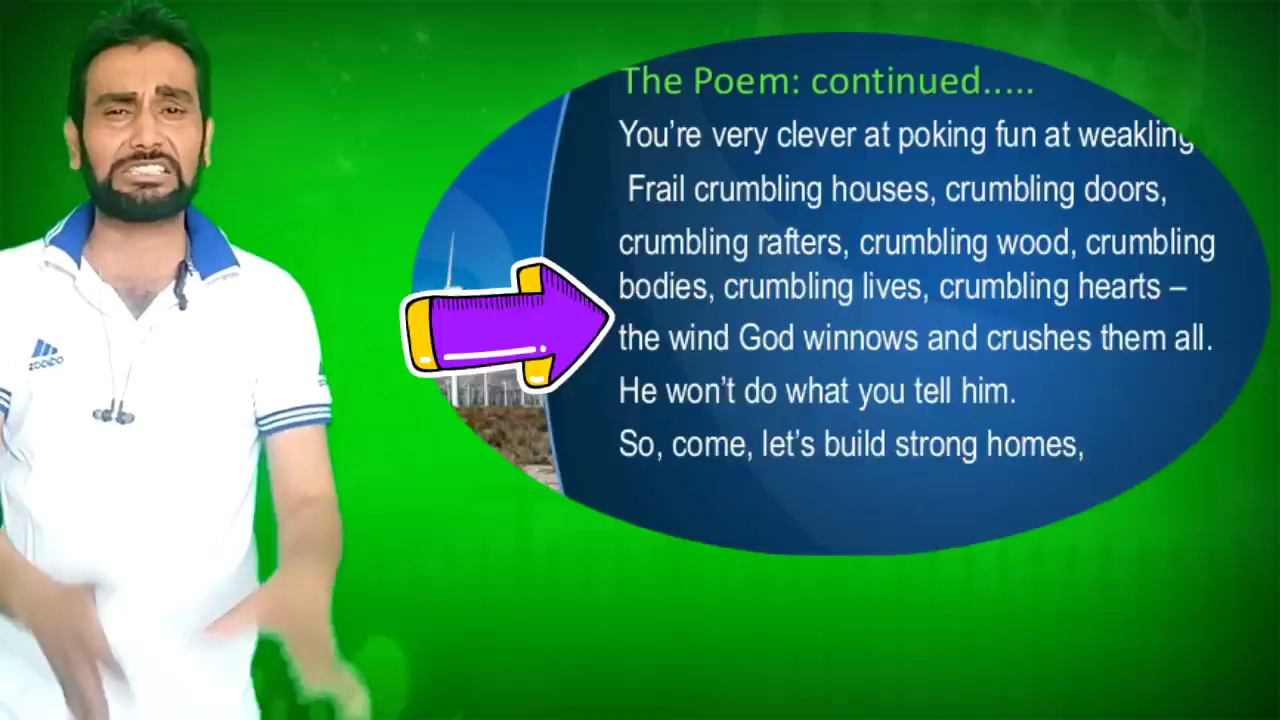 The Poem: continued.....
You're very clever at poking fun at weakling
Frail crumbling houses, crumbling doors,
crumbling rafters, crumbling wood, crumbling
bodies, crumbling lives, crumbling hearts –
the wind God winnows and crushes them all.
He won't do what you tell him.
So, come, let's build strong homes,